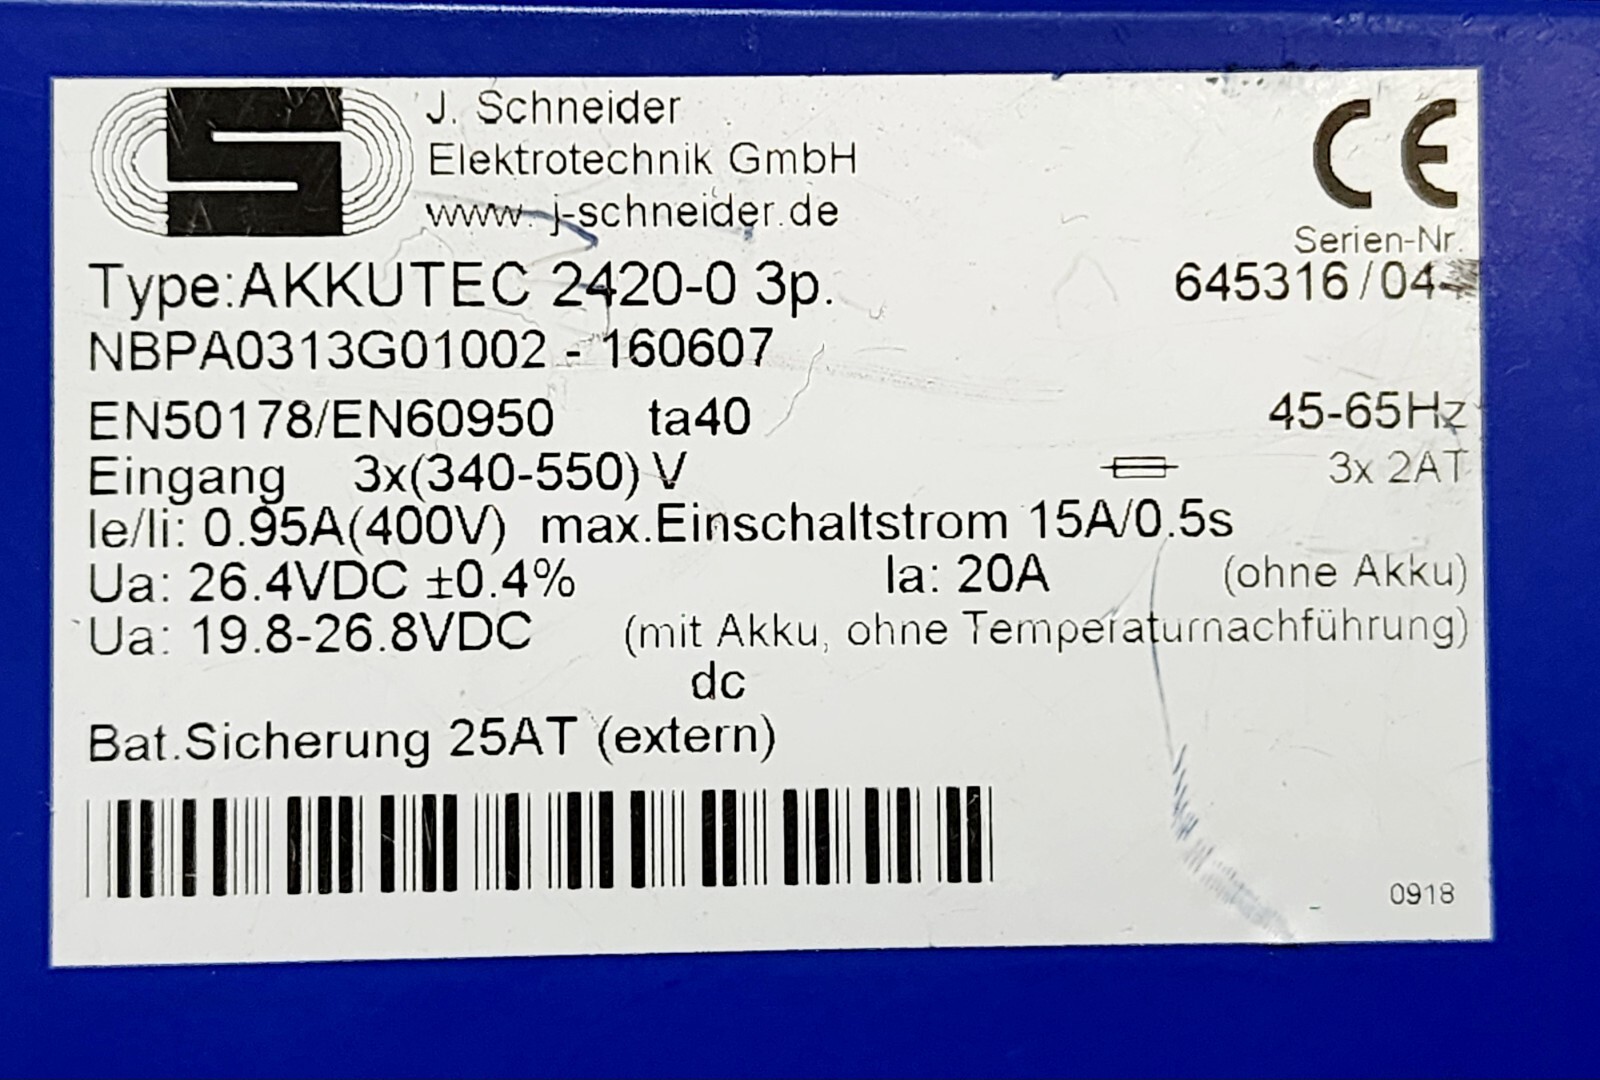 J. Schneider
Elektrotechnik GmbH
www.j-schneider.de
CE
Serien-Nr.
Type:AKKUTEC 2420-0 3p.
645316/04
NBPA0313G01002 - 160607
EN50178/EN60950 ta40 45-65Hz
Eingang 3x(340-550)V 3x 2AT
Ie/Ii: 0.95A(400V) max.Einschaltstrom 15A/0.5s
Ua: 26.4VDC ±0.4% Ia: 20A (ohne Akku)
Ua: 19.8-26.8VDC (mit Akku, ohne Temperaturnachführung)
dc
Bat.Sicherung 25AT (extern)
0918